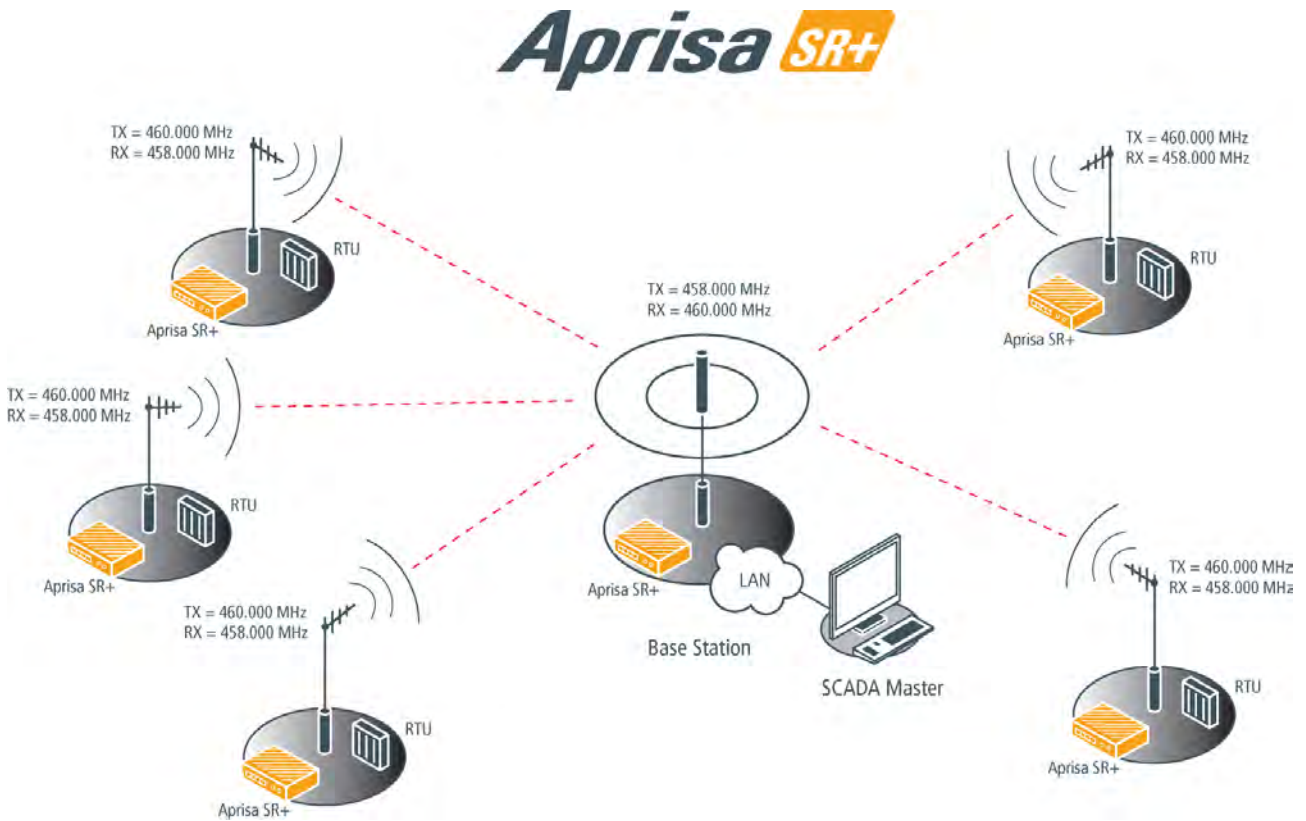 Aprisa SR+
TX = 460.000 MHz
RX = 458.000 MHz
RTU
Aprisa SR+
TX = 460.000 MHz
RX = 458.000 MHz
RTU
Aprisa SR+
TX = 458.000 MHz
RX = 460.000 MHz
TX = 460.000 MHz
RX = 458.000 MHz
RTU
Aprisa SR+
TX = 460.000 MHz
RX = 458.000 MHz
RTU
Aprisa SR+
LAN
Aprisa SR+
Base Station
SCADA Master
TX = 460.000 MHz
RX = 458.000 MHz
RTU
Aprisa SR+